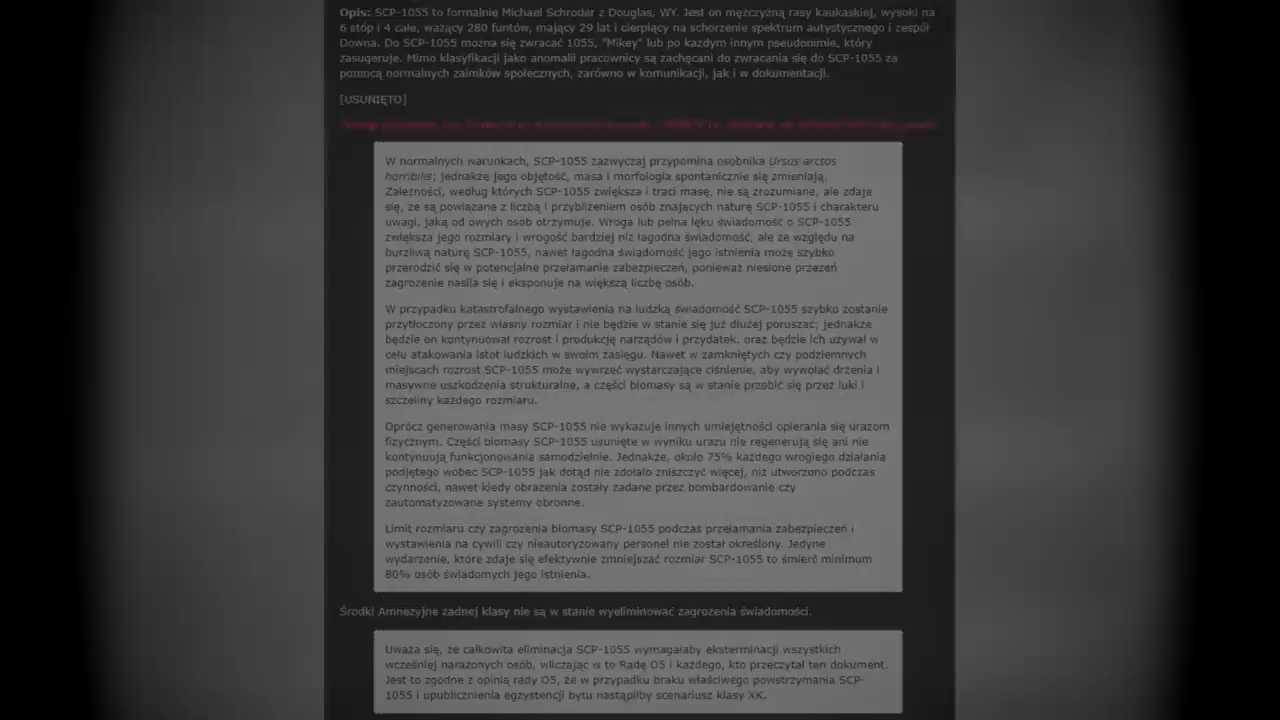 Opis: SCP-1055 to formalnie Michael Schroder z Douglas, WY. Jest on mężczyzną rasy kaukaskiej, wysoki na
6 stóp i 4 cale, ważący 280 funtów, mający 29 lat i cierpiący na schorzenie spektrum autystycznego i zespół
Downa. Do SCP-1055 można się zwracać 1055, "Mikey" lub po każdym innym pseudonimie, który
zasugeruje. Mimo klasyfikacji jako anomalii pracownicy są zachęcani do zwracania się do SCP-1055 za
pomocą normalnych zaimków społecznych, zarówno w komunikacji, jak i w dokumentacji.
[USUNIĘTO]
W normalnych warunkach, SCP-1055 zazwyczaj przypomina osobnika Ursus arctos
horribilis; jednakże jego objętość, masa i morfologia spontanicznie się zmieniają.
Zależności, według których SCP-1055 zwiększa i traci masę, nie są zrozumiane, ale zdaje
się, że są powiązane z liczbą i przybliżeniem osób znających naturę SCP-1055 i charakteru
uwagi, jaką od owych osób otrzymuje. Wroga lub pełna lęku świadomość o SCP-1055
zwiększa jego rozmiary i wrogość bardziej niż łagodna świadomość, ale ze względu na
burzliwą naturę SCP-1055, nawet łagodna świadomość jego istnienia może szybko
przerodzić się w potencjalne przełamanie zabezpieczeń, ponieważ niesione przezeń
zagrożenie nasila się i eksponuje na większą liczbę osób.
W przypadku katastrofalnego wystawienia na ludzką świadomość SCP-1055 szybko zostanie
przytłoczony przez własny rozmiar i nie będzie w stanie się już dłużej poruszać; jednakże
będzie on kontynuował rozrost i produkcję narządów i przydatek, oraz będzie ich używał w
celu atakowania istot ludzkich w swoim zasięgu. Nawet w zamkniętych czy podziemnych
miejscach rozrost SCP-1055 może wywrzeć wystarczające ciśnienie, aby wywołać drżenia i
masywne uszkodzenia strukturalne, a części biomasy są w stanie przebić się przez luki i
szczeliny każdego rozmiaru.
Oprócz generowania masy SCP-1055 nie wykazuje innych umiejętności opierania się urazom
fizycznym. Części biomasy SCP-1055 usunięte w wyniku urazu nie regenerują się ani nie
kontynuują funkcjonowania samodzielnie. Jednakże, około 75% każdego wrogiego działania
podjętego wobec SCP-1055 jak dotąd nie zdołało zniszczyć więcej, niż utworzono podczas
czynności, nawet kiedy obrażenia zostały zadane przez bombardowanie czy
zautomatyzowane systemy obronne.
Limit rozmiaru czy zagrożenia biomasy SCP-1055 podczas przełamania zabezpieczeń i
wystawienia na cywili czy nieautoryzowany personel nie został określony. Jedyne
wydarzenie, które zdaje się efektywnie zmniejszać rozmiar SCP-1055 to śmierć minimum
80% osób świadomych jego istnienia.
Środki Amnezyjne żadnej klasy nie są w stanie wyeliminować zagrożenia świadomości.
Uważa się, że całkowita eliminacja SCP-1055 wymagałaby eksterminacji wszystkich
wcześniej narażonych osób, wliczając w to Radę O5 i każdego, kto przeczytał ten dokument.
Jest to zgodne z opinią rady O5, że w przypadku braku właściwego powstrzymania SCP-
1055 i upublicznienia egzystencji bytu nastąpiłby scenariusz klasy XK.